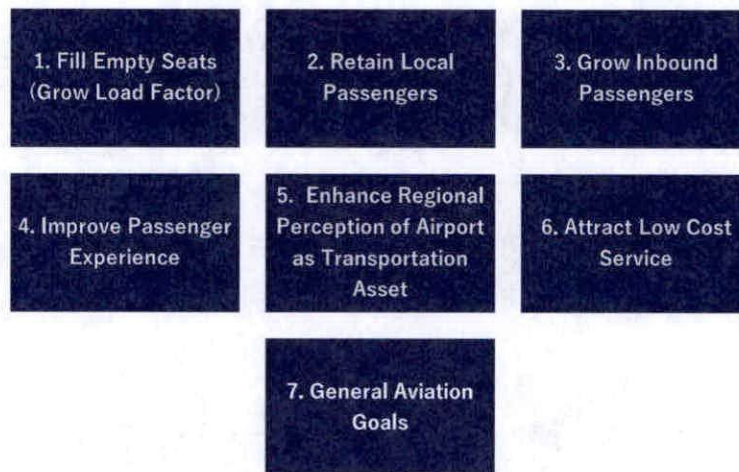 1. Fill Empty Seats
(Grow Load Factor)
2. Retain Local
Passengers
3. Grow Inbound
Passengers
4. Improve Passenger
Experience
5. Enhance Regional
Perception of Airport
as Transportation
Asset
6. Attract Low Cost
Service
7. General Aviation
Goals